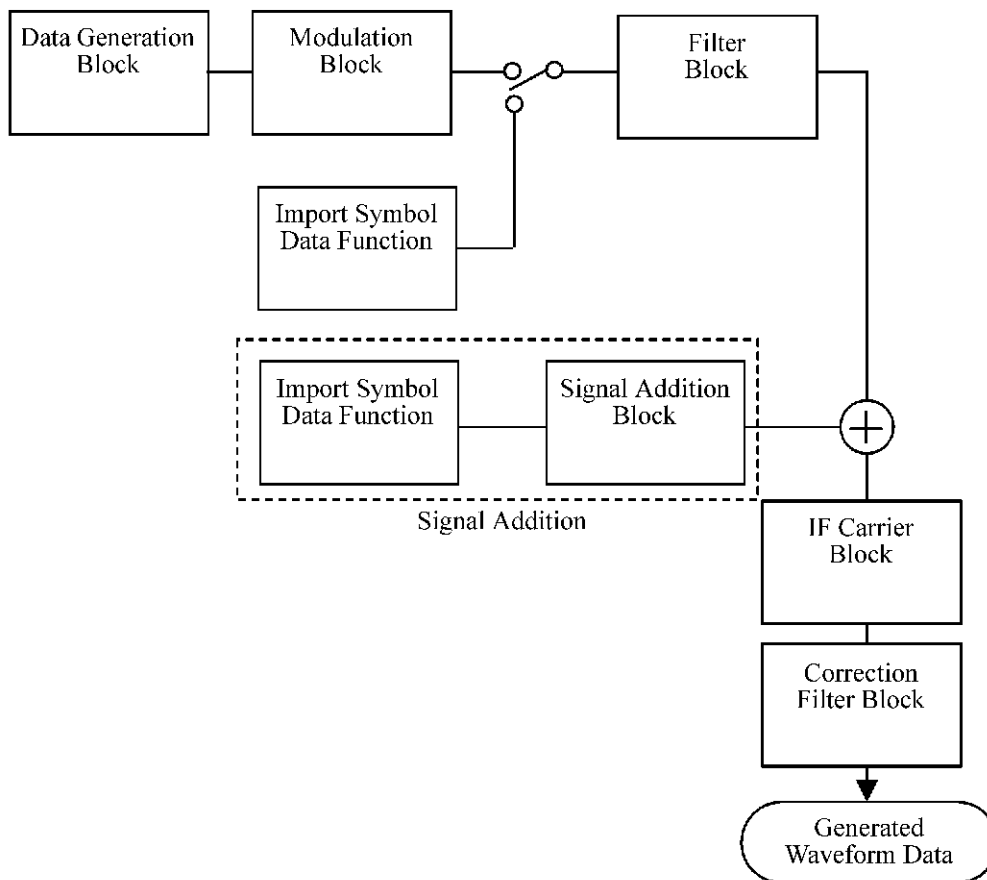 Data Generation
Block
Modulation
Block
Filter
Block
Import Symbol
Data Function
Import Symbol
Data Function
Signal Addition
Block
Signal Addition
IF Carrier
Block
Correction
Filter Block
Generated
Waveform Data